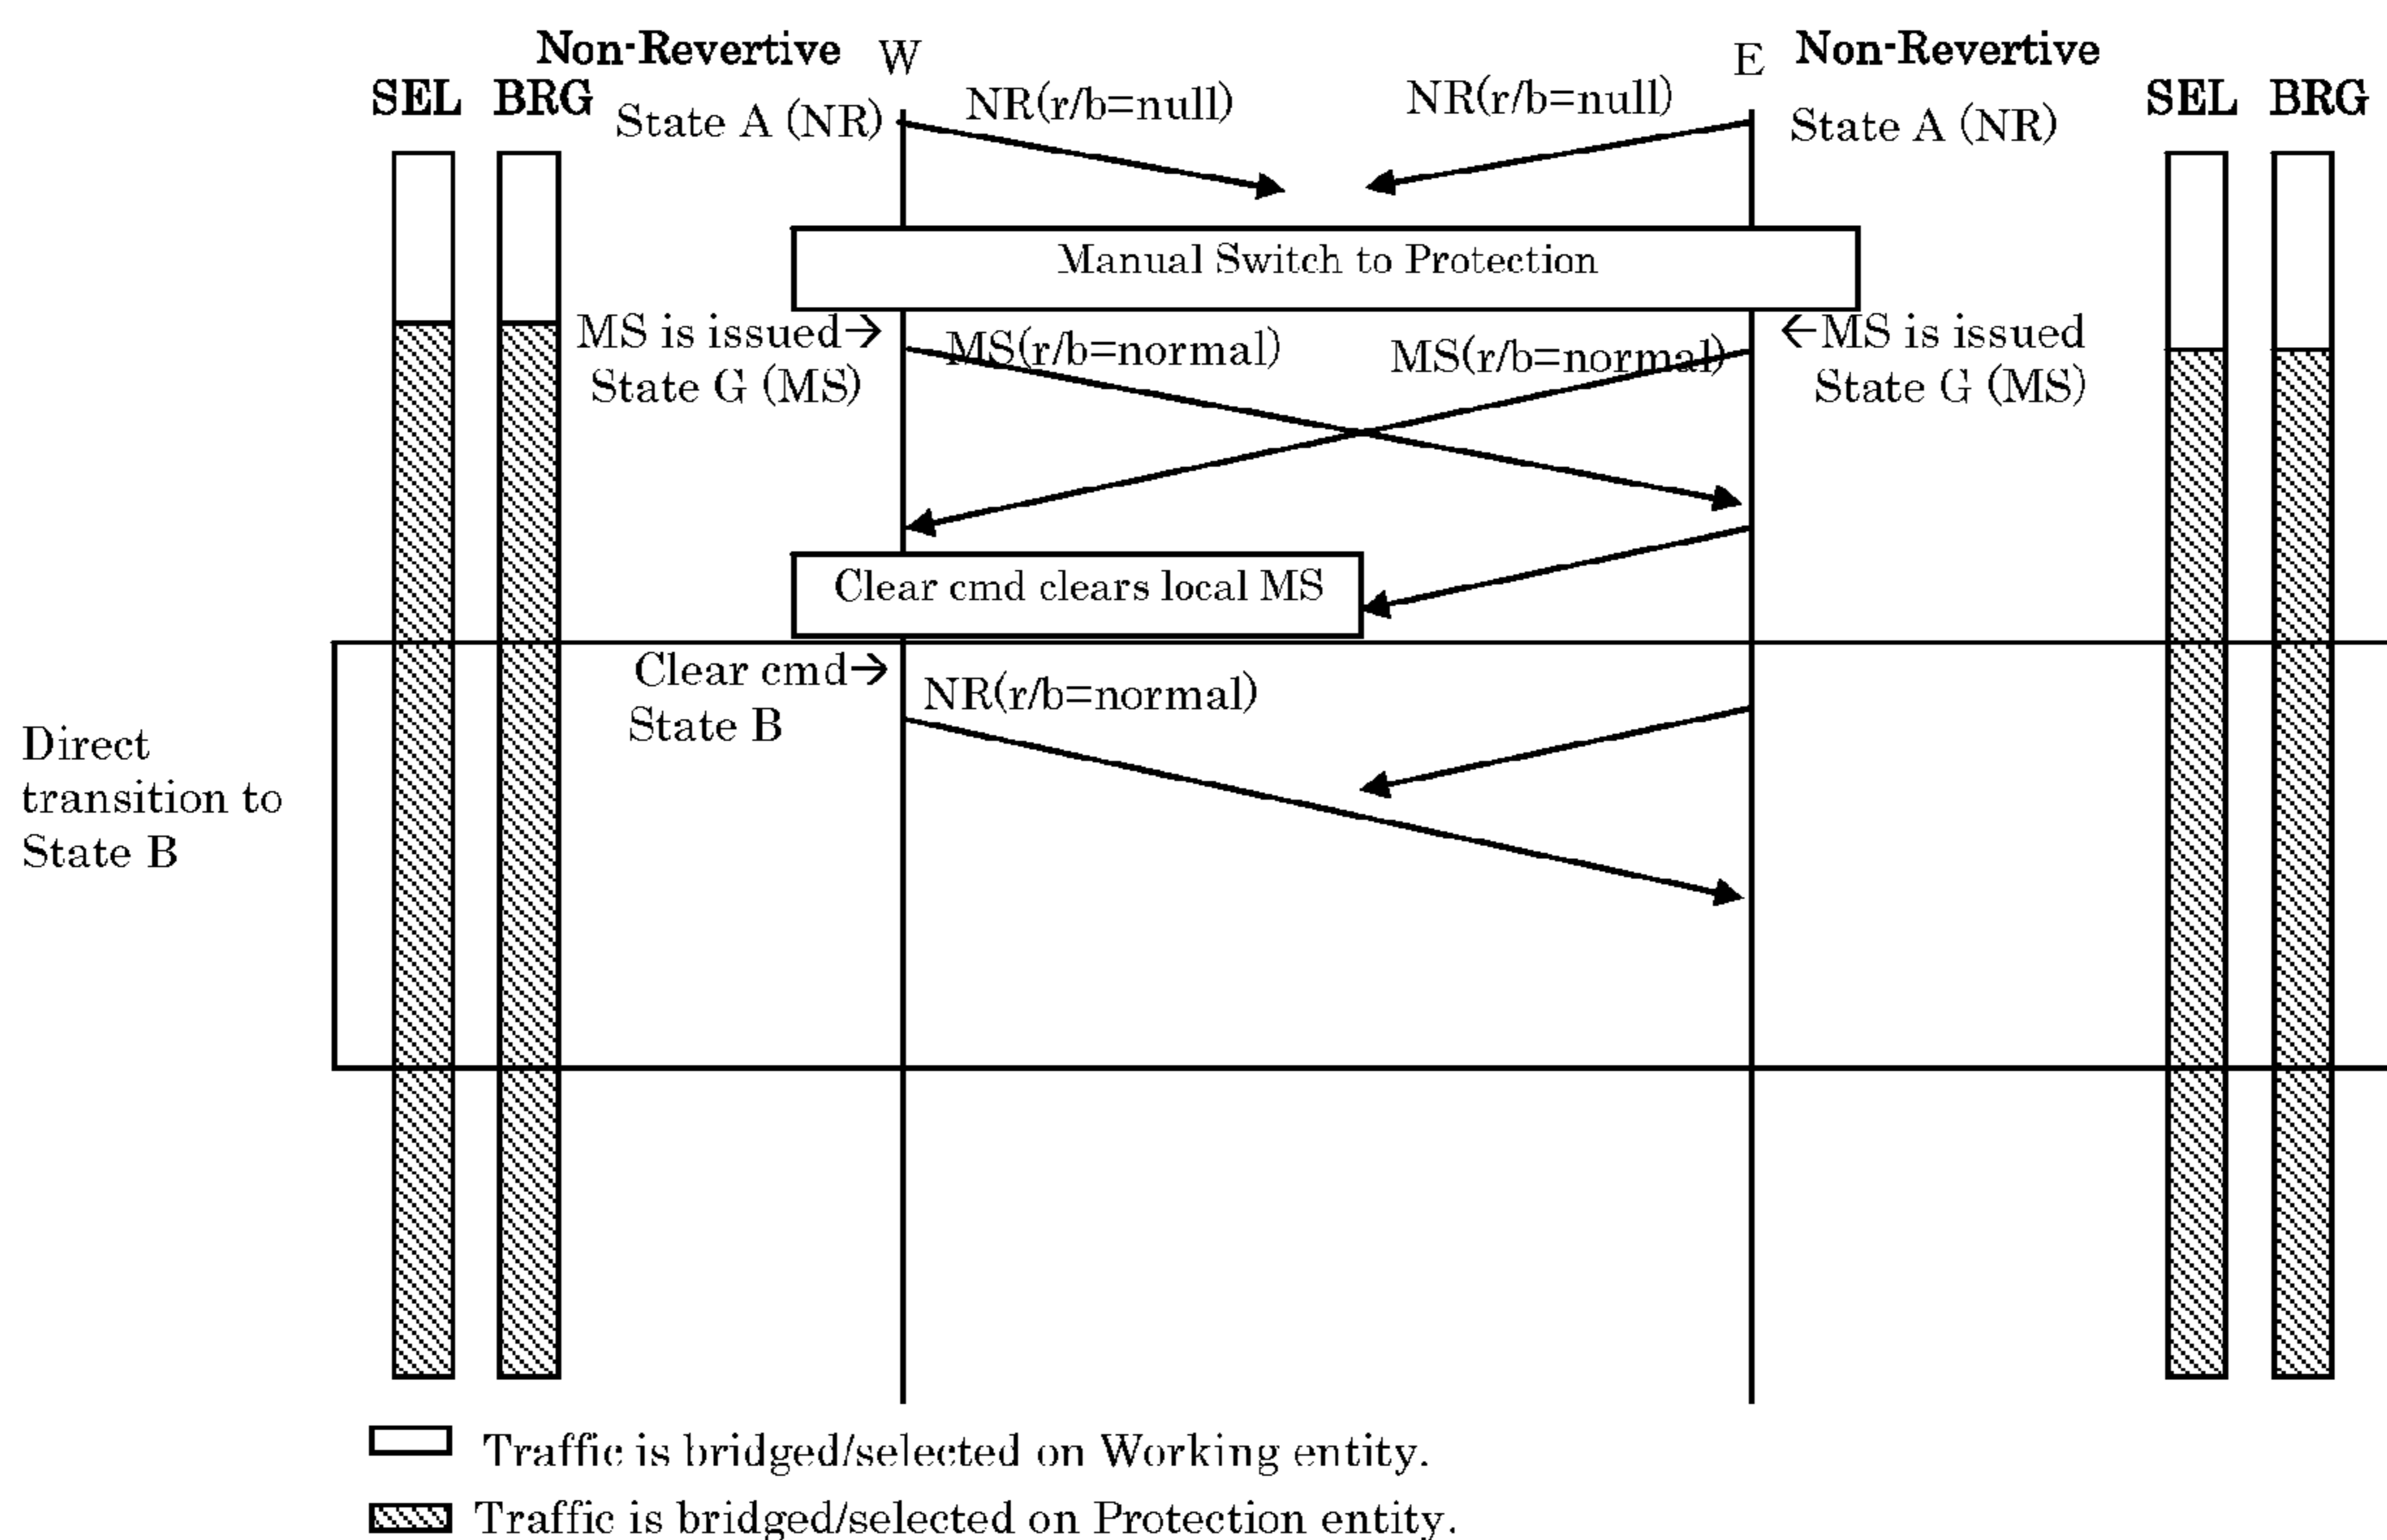 Non-Revertive W E Non-Revertive
SEL BRG SEL BRG
State A (NR) NR(r/b=null) NR(r/b=null) State A (NR)
Manual Switch to Protection
MS is issued→ MS(r/b=normal) MS(r/b=normal) ←MS is issued
State G (MS) State G (MS)
Clear cmd clears local MS
Clear cmd→ NR(r/b=normal)
State B
Direct
transition to
State B
Traffic is bridged/selected on Working entity.
Traffic is bridged/selected on Protection entity.